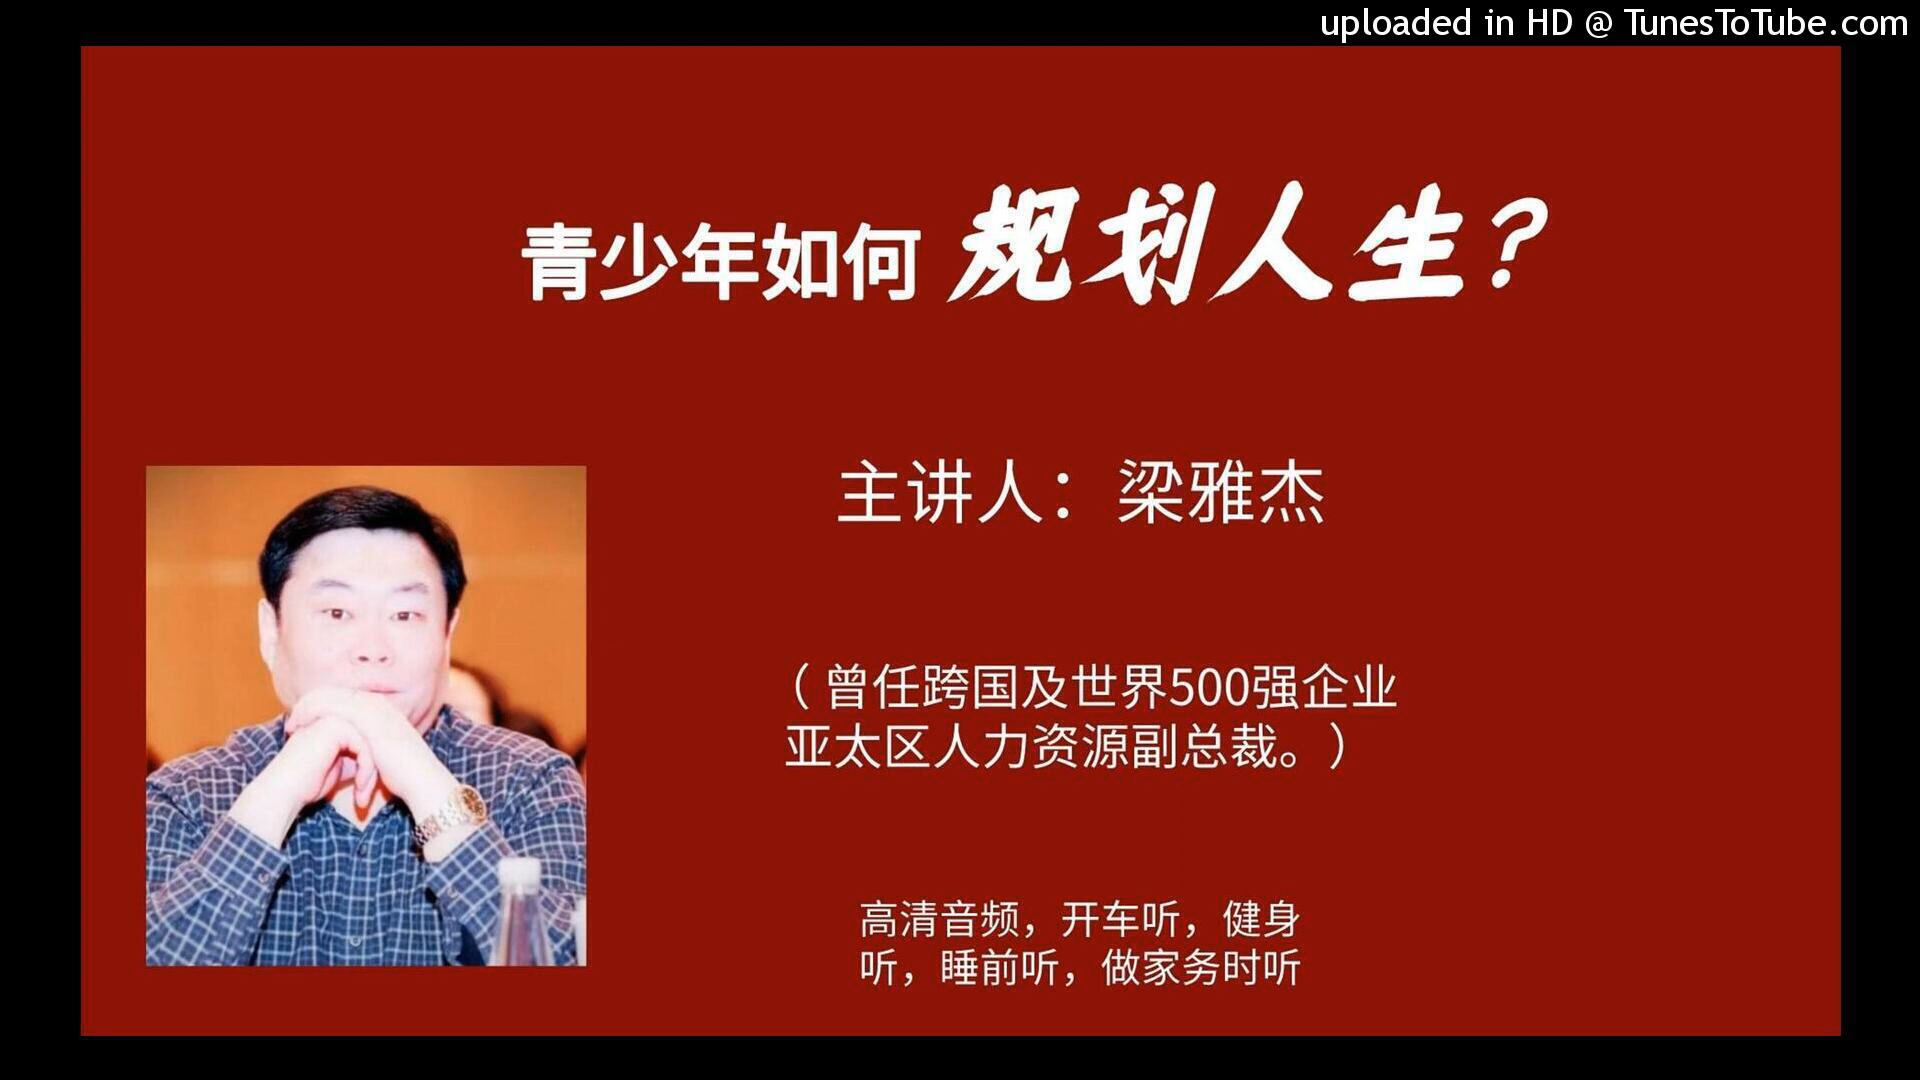 uploaded in HD @ TunesToTube.com
青少年如何 规划人生?
主讲人：梁雅杰
（ 曾任跨国及世界500强企业
亚太区人力资源副总裁。）
高清音频，开车听，健身
听，睡前听，做家务时听